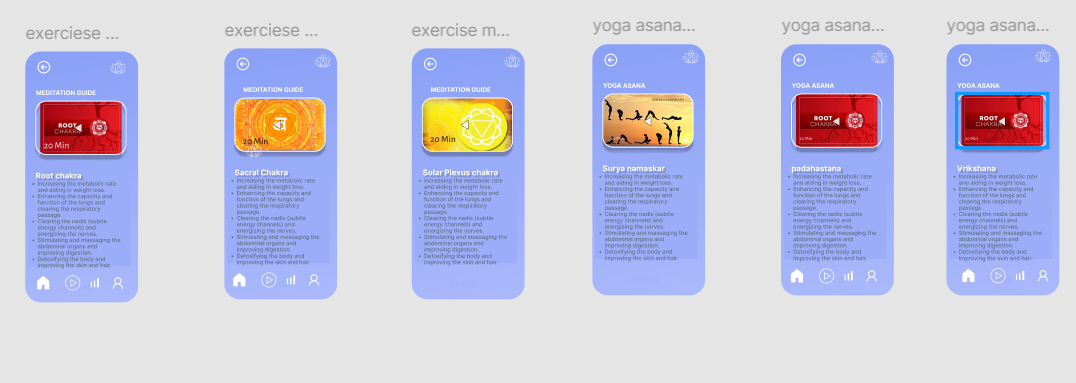 exerciese ...
MEDITATION GUIDE
ROOT
CHAKRA
20 Min
Root chakra
• Increasing the metabolic rate
and aiding in weight loss.
• Enhancing the capacity and
function of the lungs and
clearing the respiratory
passage.
• Clearing the nadis (subtle
energy channels) and
energizing the nerves.
• Stimulating and massaging the
abdominal organs and
improving digestion.
• Detoxifying the body and
improving the skin and hair.
exerciese ...
MEDITATION GUIDE
20 Min
Sacral Chakra
• Increasing the metabolic rate
and aiding in weight loss.
• Enhancing the capacity and
function of the lungs and
clearing the respiratory
passage.
• Clearing the nadis (subtle
energy channels) and
energizing the nerves.
• Stimulating and massaging the
abdominal organs and
improving digestion.
• Detoxifying the body and
improving the skin and hair.
exercise m...
MEDITATION GUIDE
20 Min
Solar Plexus chakra
• Increasing the metabolic rate
and aiding in weight loss.
• Enhancing the capacity and
function of the lungs and
clearing the respiratory
passage.
• Clearing the nadis (subtle
energy channels) and
energizing the nerves.
• Stimulating and massaging the
abdominal organs and
improving digestion.
• Detoxifying the body and
improving the skin and hair
yoga asana...
YOGA ASANA
Surya namaskar
• Increasing the metabolic rate
and aiding in weight loss.
• Enhancing the capacity and
function of the lungs and
clearing the respiratory
passage.
• Clearing the nadis (subtle
energy channels) and
energizing the nerves.
• Stimulating and massaging the
abdominal organs and
improving digestion.
• Detoxifying the body and
improving the skin and hair.
yoga asana...
YOGA ASANA
ROOT
CHAKRA
20 Min
padahastana
• Increasing the metabolic rate
and aiding in weight loss.
• Enhancing the capacity and
function of the lungs and
clearing the respiratory
passage.
• Clearing the nadis (subtle
energy channels) and
energizing the nerves.
• Stimulating and massaging the
abdominal organs and
improving digestion.
• Detoxifying the body and
improving the skin and hair.
yoga asana...
YOGA ASANA
ROOT
CHAKRA
20 Min
Vrikshana
• Increasing the metabolic rate
and aiding in weight loss.
• Enhancing the capacity and
function of the lungs and
clearing the respiratory
passage.
• Clearing the nadis (subtle
energy channels) and
energizing the nerves.
• Stimulating and massaging the
abdominal organs and
improving digestion.
• Detoxifying the body and
improving the skin and hair.